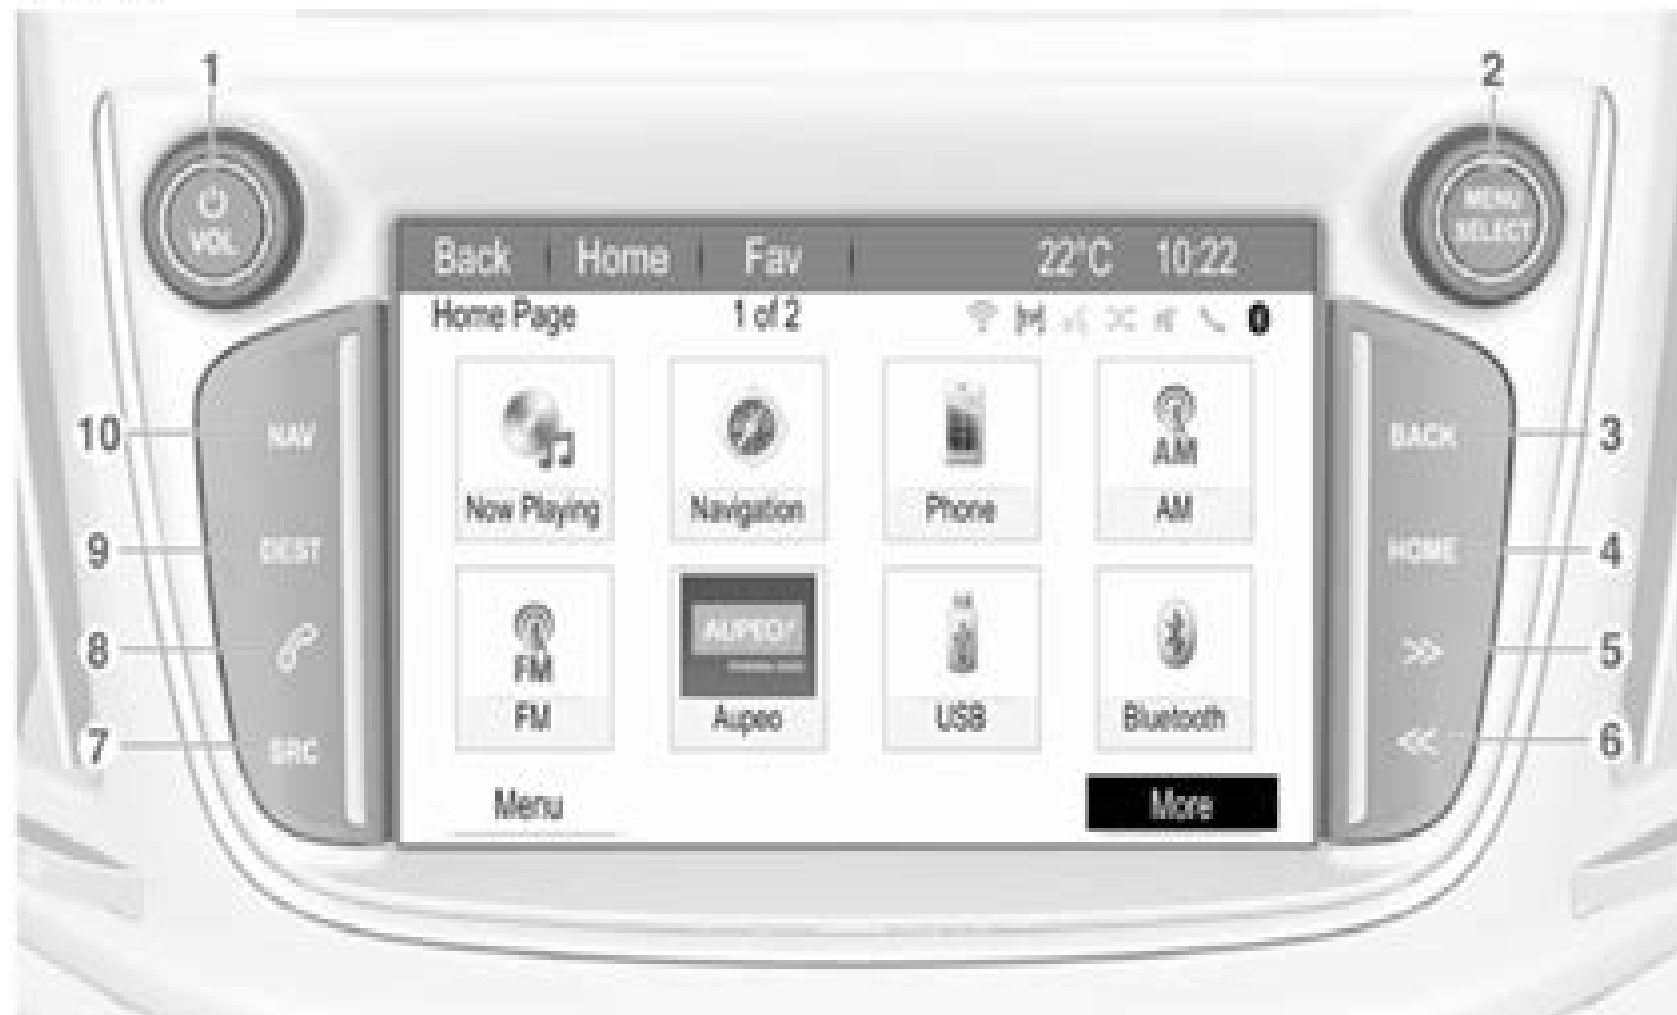 1
2
VOL
MENU
SELECT
Back Home Fav 22°C 10:22
Home Page 1 of 2
10 NAV
BACK 3
AM
Now Playing Navigation Phone AM
9 DEST
HOME 4
AUPEO!
8
5
FM
FM Aupeo USB Bluetooth
7 SRC
6
Menu More